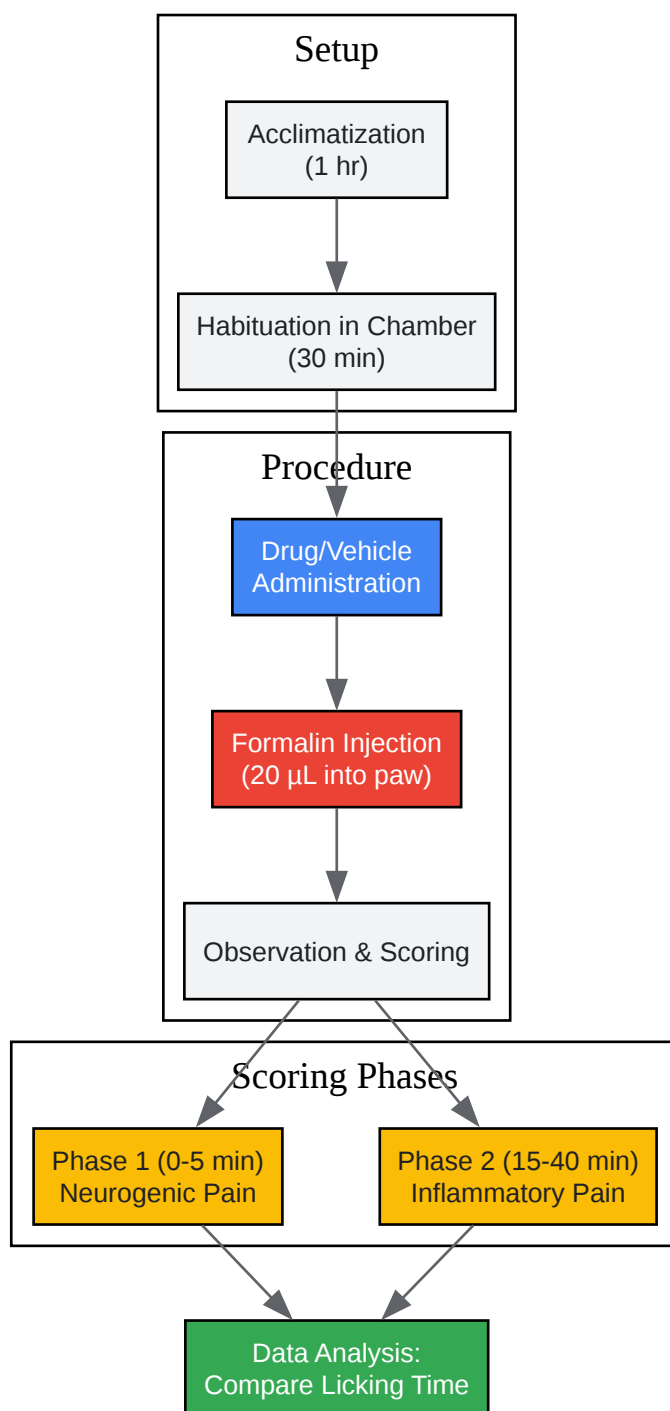 Setup
Acclimatization
(1 hr)
Habituation in Chamber
(30 min)
Procedure
Drug/Vehicle
Administration
Formalin Injection
(20 µL into paw)
Observation & Scoring
Scoring Phases
Phase 1 (0-5 min)
Neurogenic Pain
Phase 2 (15-40 min)
Inflammatory Pain
Data Analysis:
Compare Licking Time